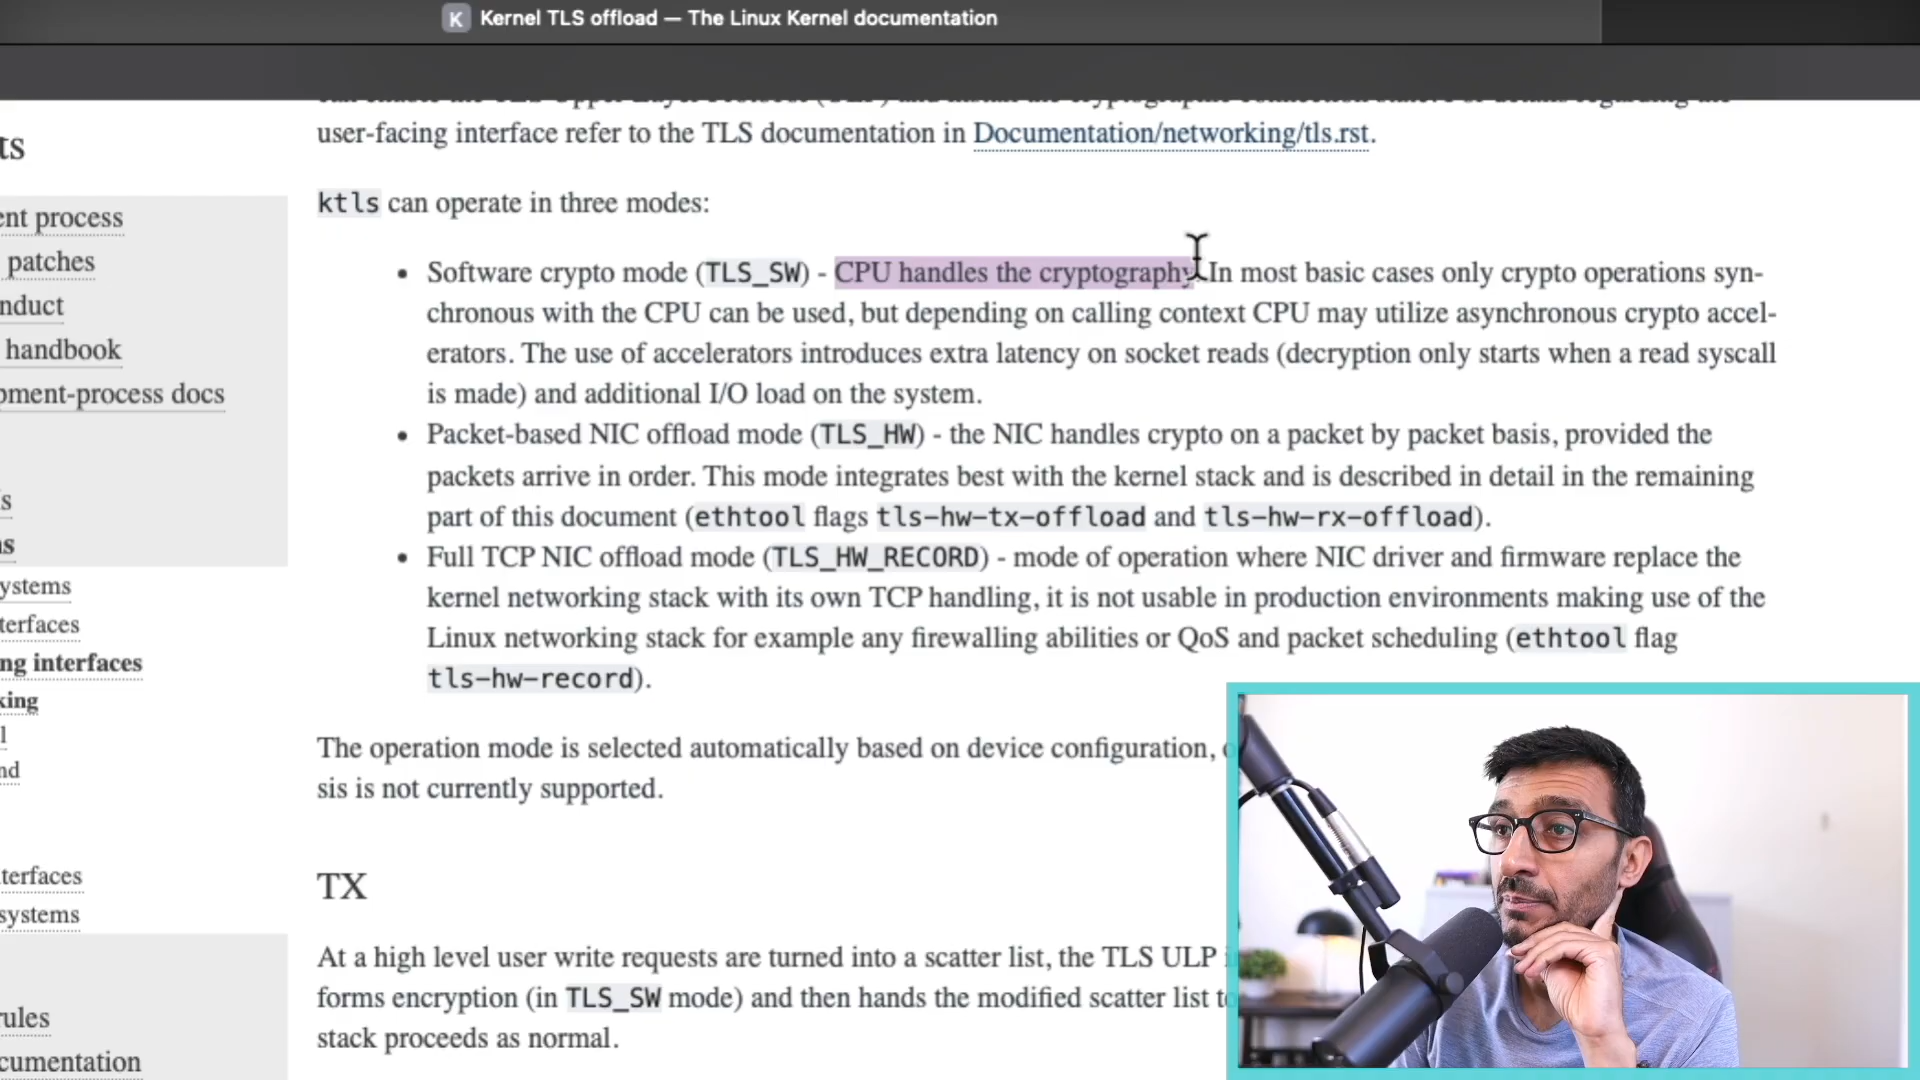 K Kernel TLS offload — The Linux Kernel documentation
user-facing interface refer to the TLS documentation in Documentation/networking/tls.rst.
ktls can operate in three modes:
• Software crypto mode (TLS_SW) - CPU handles the cryptography. In most basic cases only crypto operations syn-
chronous with the CPU can be used, but depending on calling context CPU may utilize asynchronous crypto accel-
erators. The use of accelerators introduces extra latency on socket reads (decryption only starts when a read syscall
is made) and additional I/O load on the system.
• Packet-based NIC offload mode (TLS_HW) - the NIC handles crypto on a packet by packet basis, provided the
packets arrive in order. This mode integrates best with the kernel stack and is described in detail in the remaining
part of this document (ethtool flags tls-hw-tx-offload and tls-hw-rx-offload).
• Full TCP NIC offload mode (TLS_HW_RECORD) - mode of operation where NIC driver and firmware replace the
kernel networking stack with its own TCP handling, it is not usable in production environments making use of the
Linux networking stack for example any firewalling abilities or QoS and packet scheduling (ethtool flag
tls-hw-record).
The operation mode is selected automatically based on device configuration,
sis is not currently supported.
TX
At a high level user write requests are turned into a scatter list, the TLS ULP
forms encryption (in TLS_SW mode) and then hands the modified scatter list
stack proceeds as normal.
ts
ent process
patches
nduct
handbook
pment-process docs
s
ystems
terfaces
ng interfaces
king
l
nd
terfaces
systems
rules
cumentation